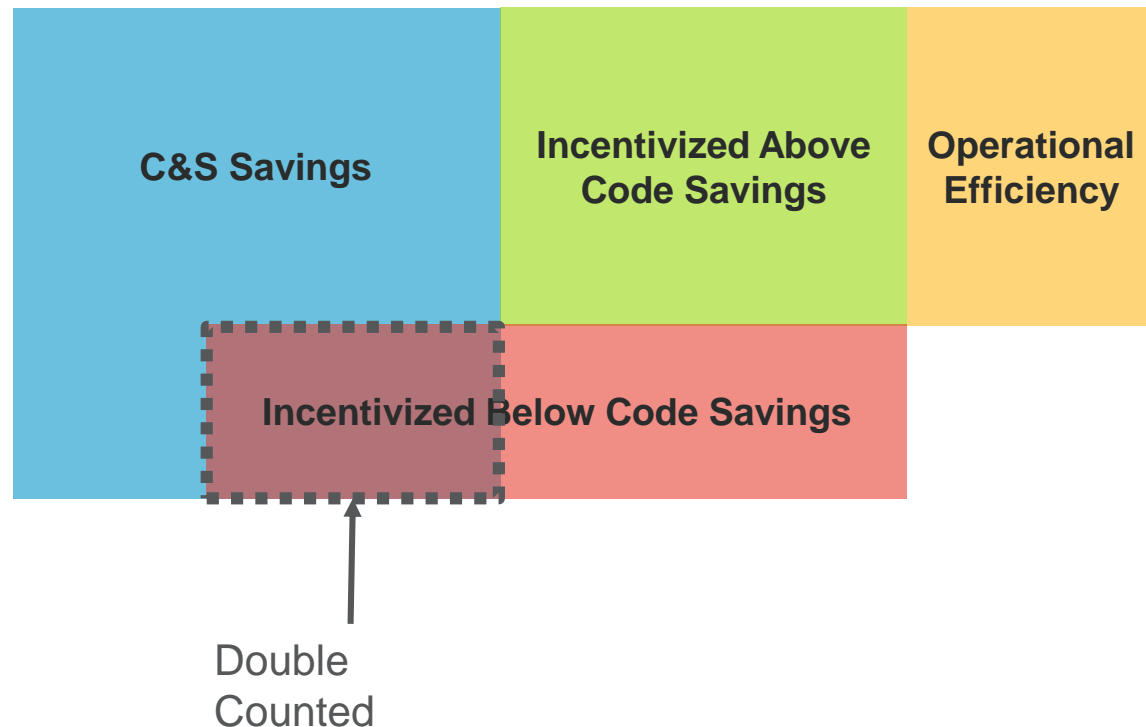 C&S Savings
Incentivized Above
Code Savings
Operational
Efficiency
Incentivized Below Code Savings
Double
Counted